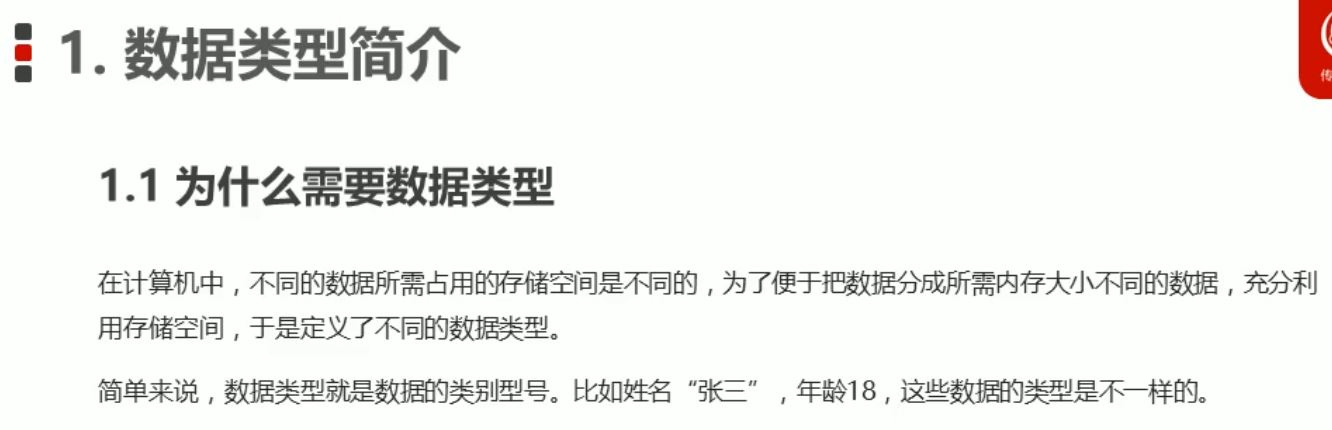 1. 数据类型简介
传
1.1 为什么需要数据类型
在计算机中，不同的数据所需占用的存储空间是不同的，为了便于把数据分成所需内存大小不同的数据，充分利
用存储空间，于是定义了不同的数据类型。
简单来说，数据类型就是数据的类别型号。比如姓名“张三”，年龄18，这些数据的类型是不一样的。